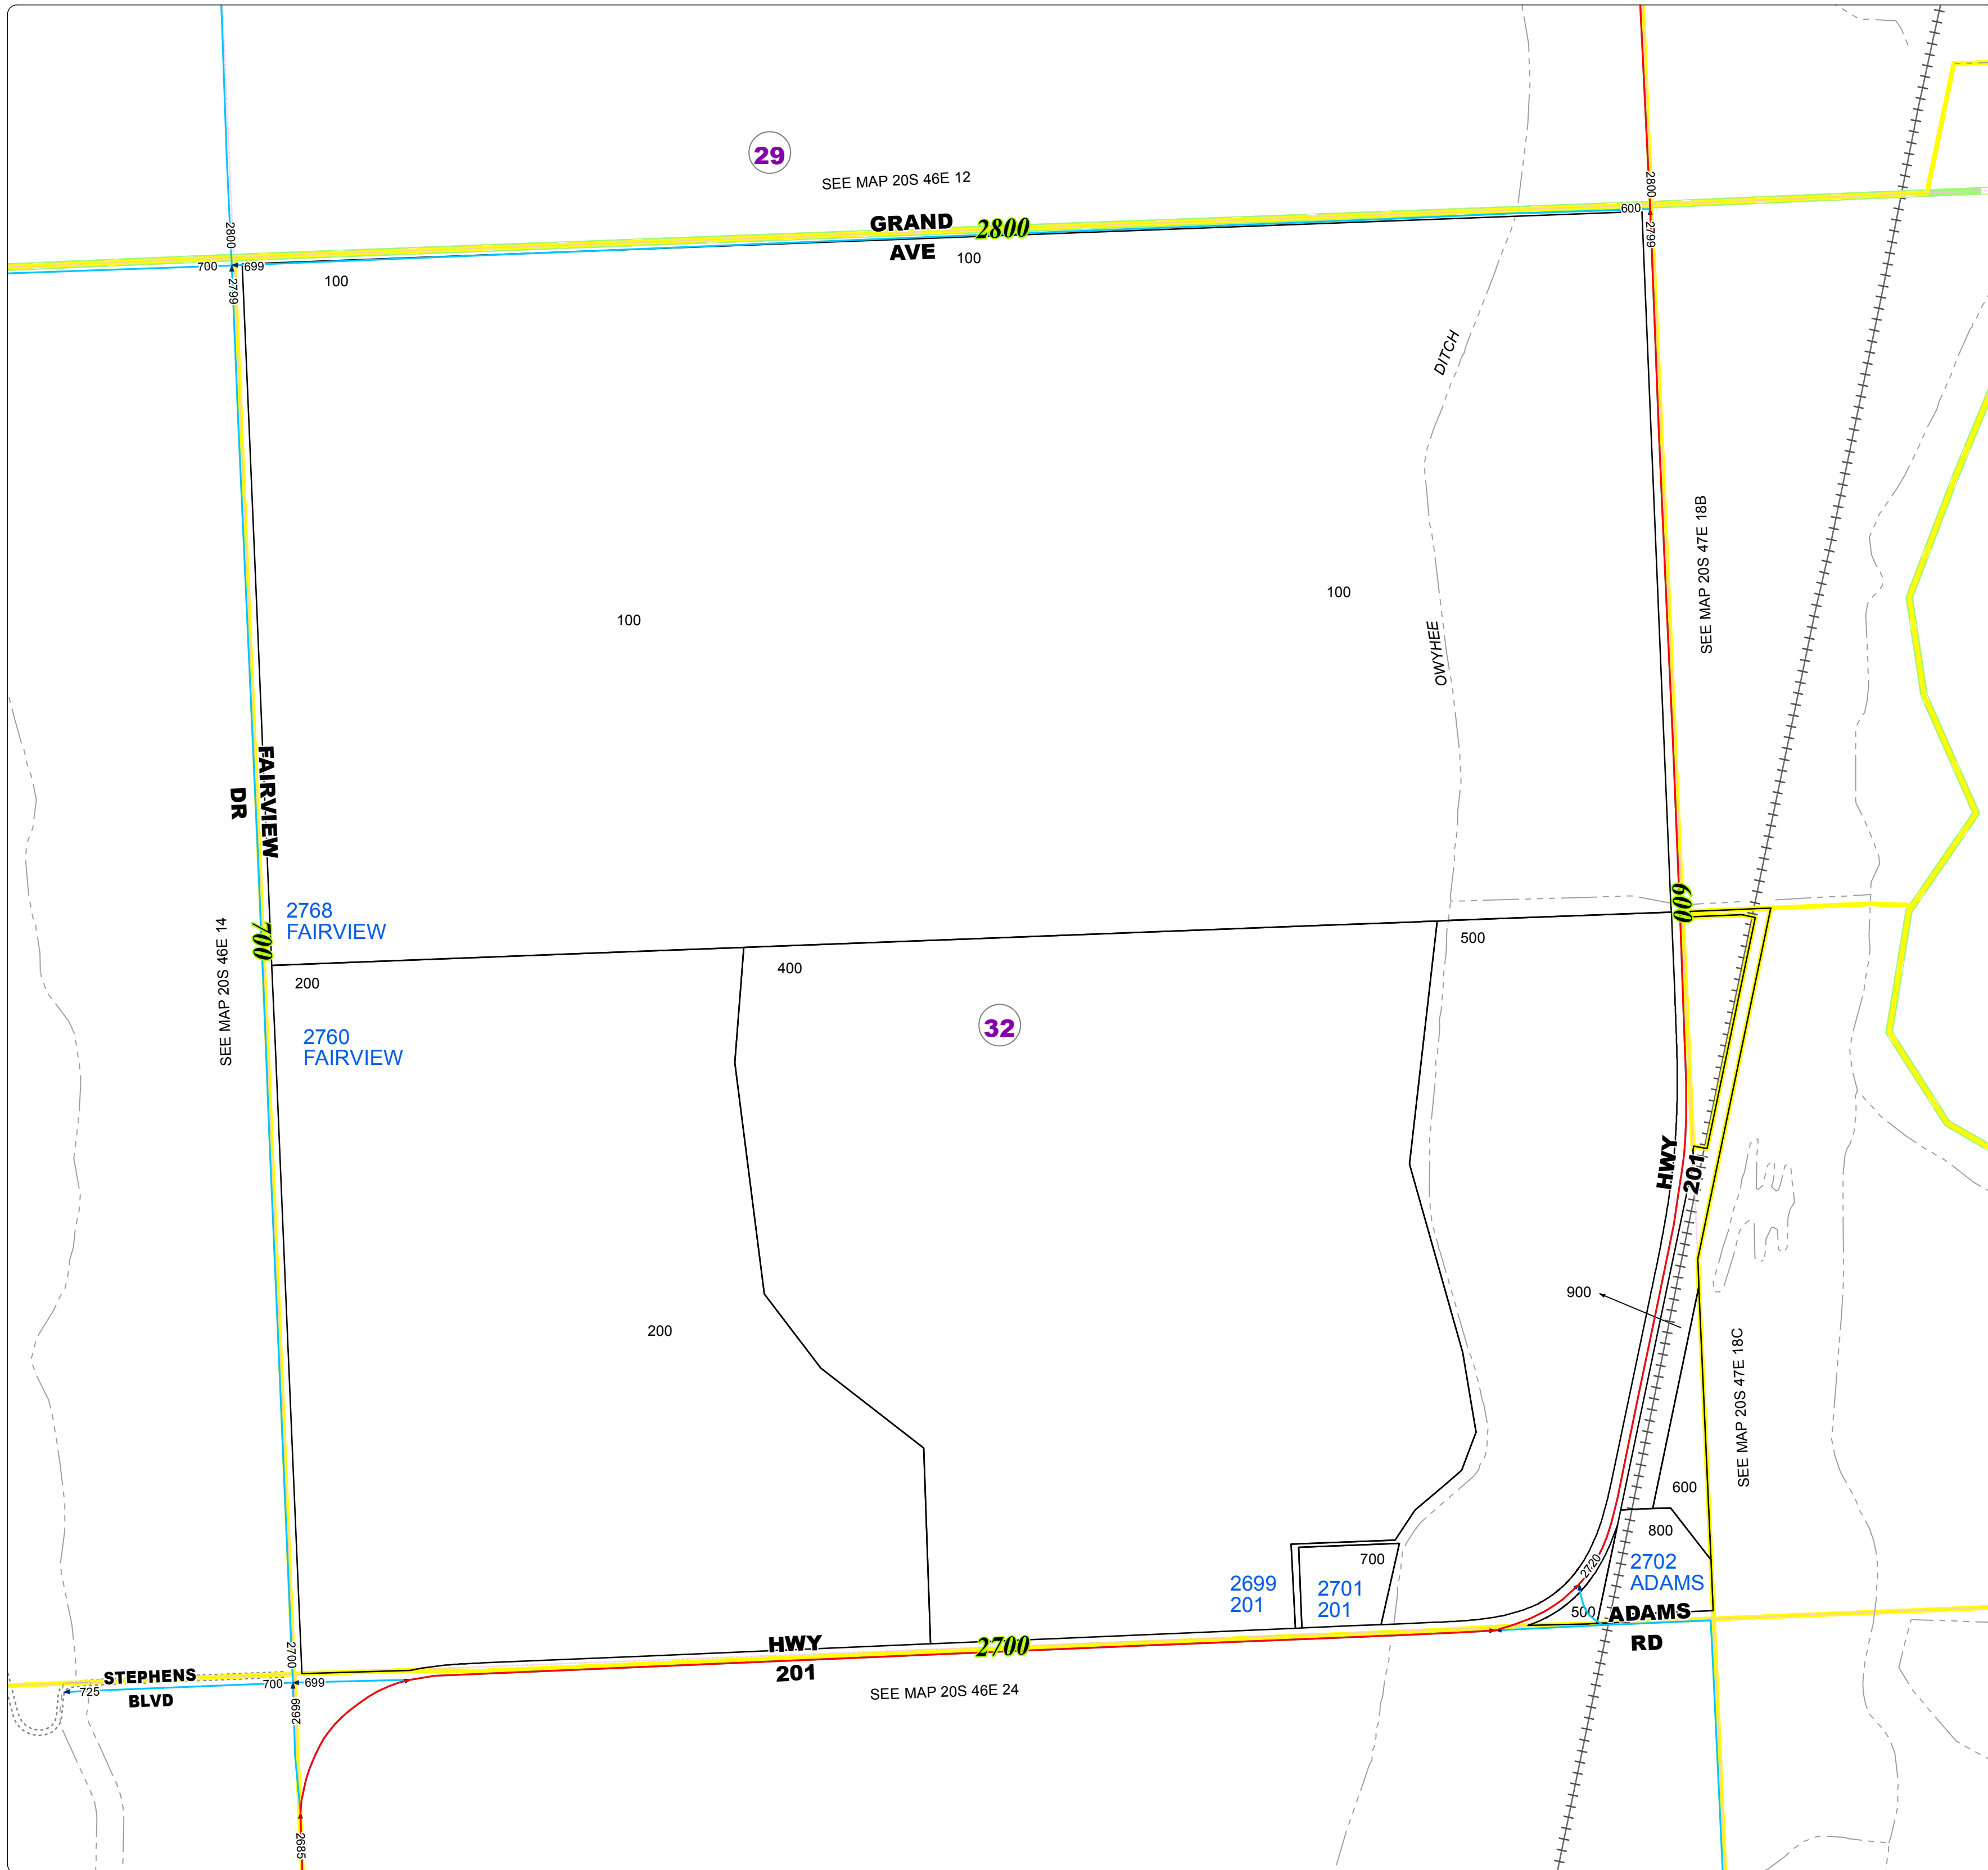 29
SEE MAP 20S 46E 12
2800
2800
GRAND
2800
600
AVE
100
2799
700
699
2799
100
DITCH
SEE MAP 20S 47E 18B
100
100
OWYHEE
FAIRVIEW
DR
2768
FAIRVIEW
700
600
SEE MAP 20S 46E 14
500
400
200
32
2760
FAIRVIEW
HWY
201
900
200
SEE MAP 20S 47E 18C
600
800
700
2720
2702
ADAMS
2699
201
2701
201
500
ADAMS
RD
HWY
2700
201
2700
STEPHENS
BLVD
725
700
699
2699
SEE MAP 20S 46E 24
2685